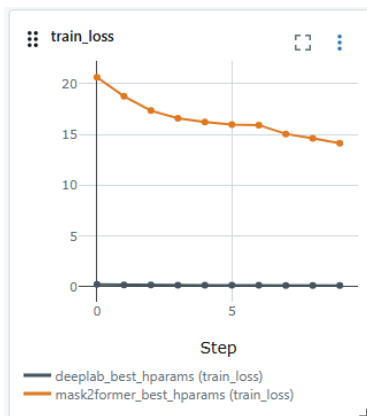 train_loss
20
15
10
5
0
0 5
Step
deeplab_best_hparams (train_loss)
mask2former_best_hparams (train_loss)